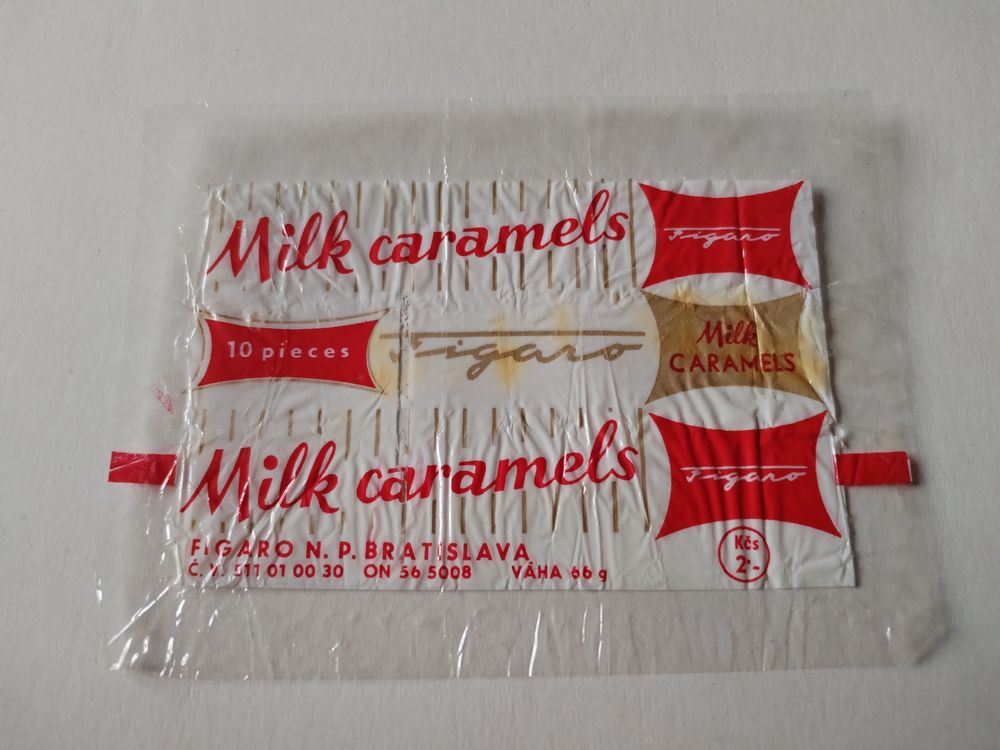 Milk caramels
Figaro
10 pieces
Figaro
Milk
CARAMELS
Milk caramels
Figaro
FIGARO N. P. BRATISLAVA
Č. V. 511 01 00 30 ON 56 5008 VÁHA 66 g
Kčs
2·-